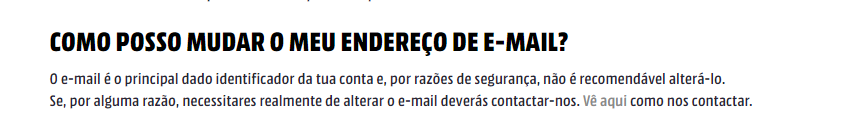 COMO POSSO MUDAR O MEU ENDEREÇO DE E-MAIL?
O e-mail é o principal dado identificador da tua conta e, por razões de segurança, não é recomendável alterá-lo.
Se, por alguma razão, necessitares realmente de alterar o e-mail deverás contactar-nos. Vê aqui como nos contactar.